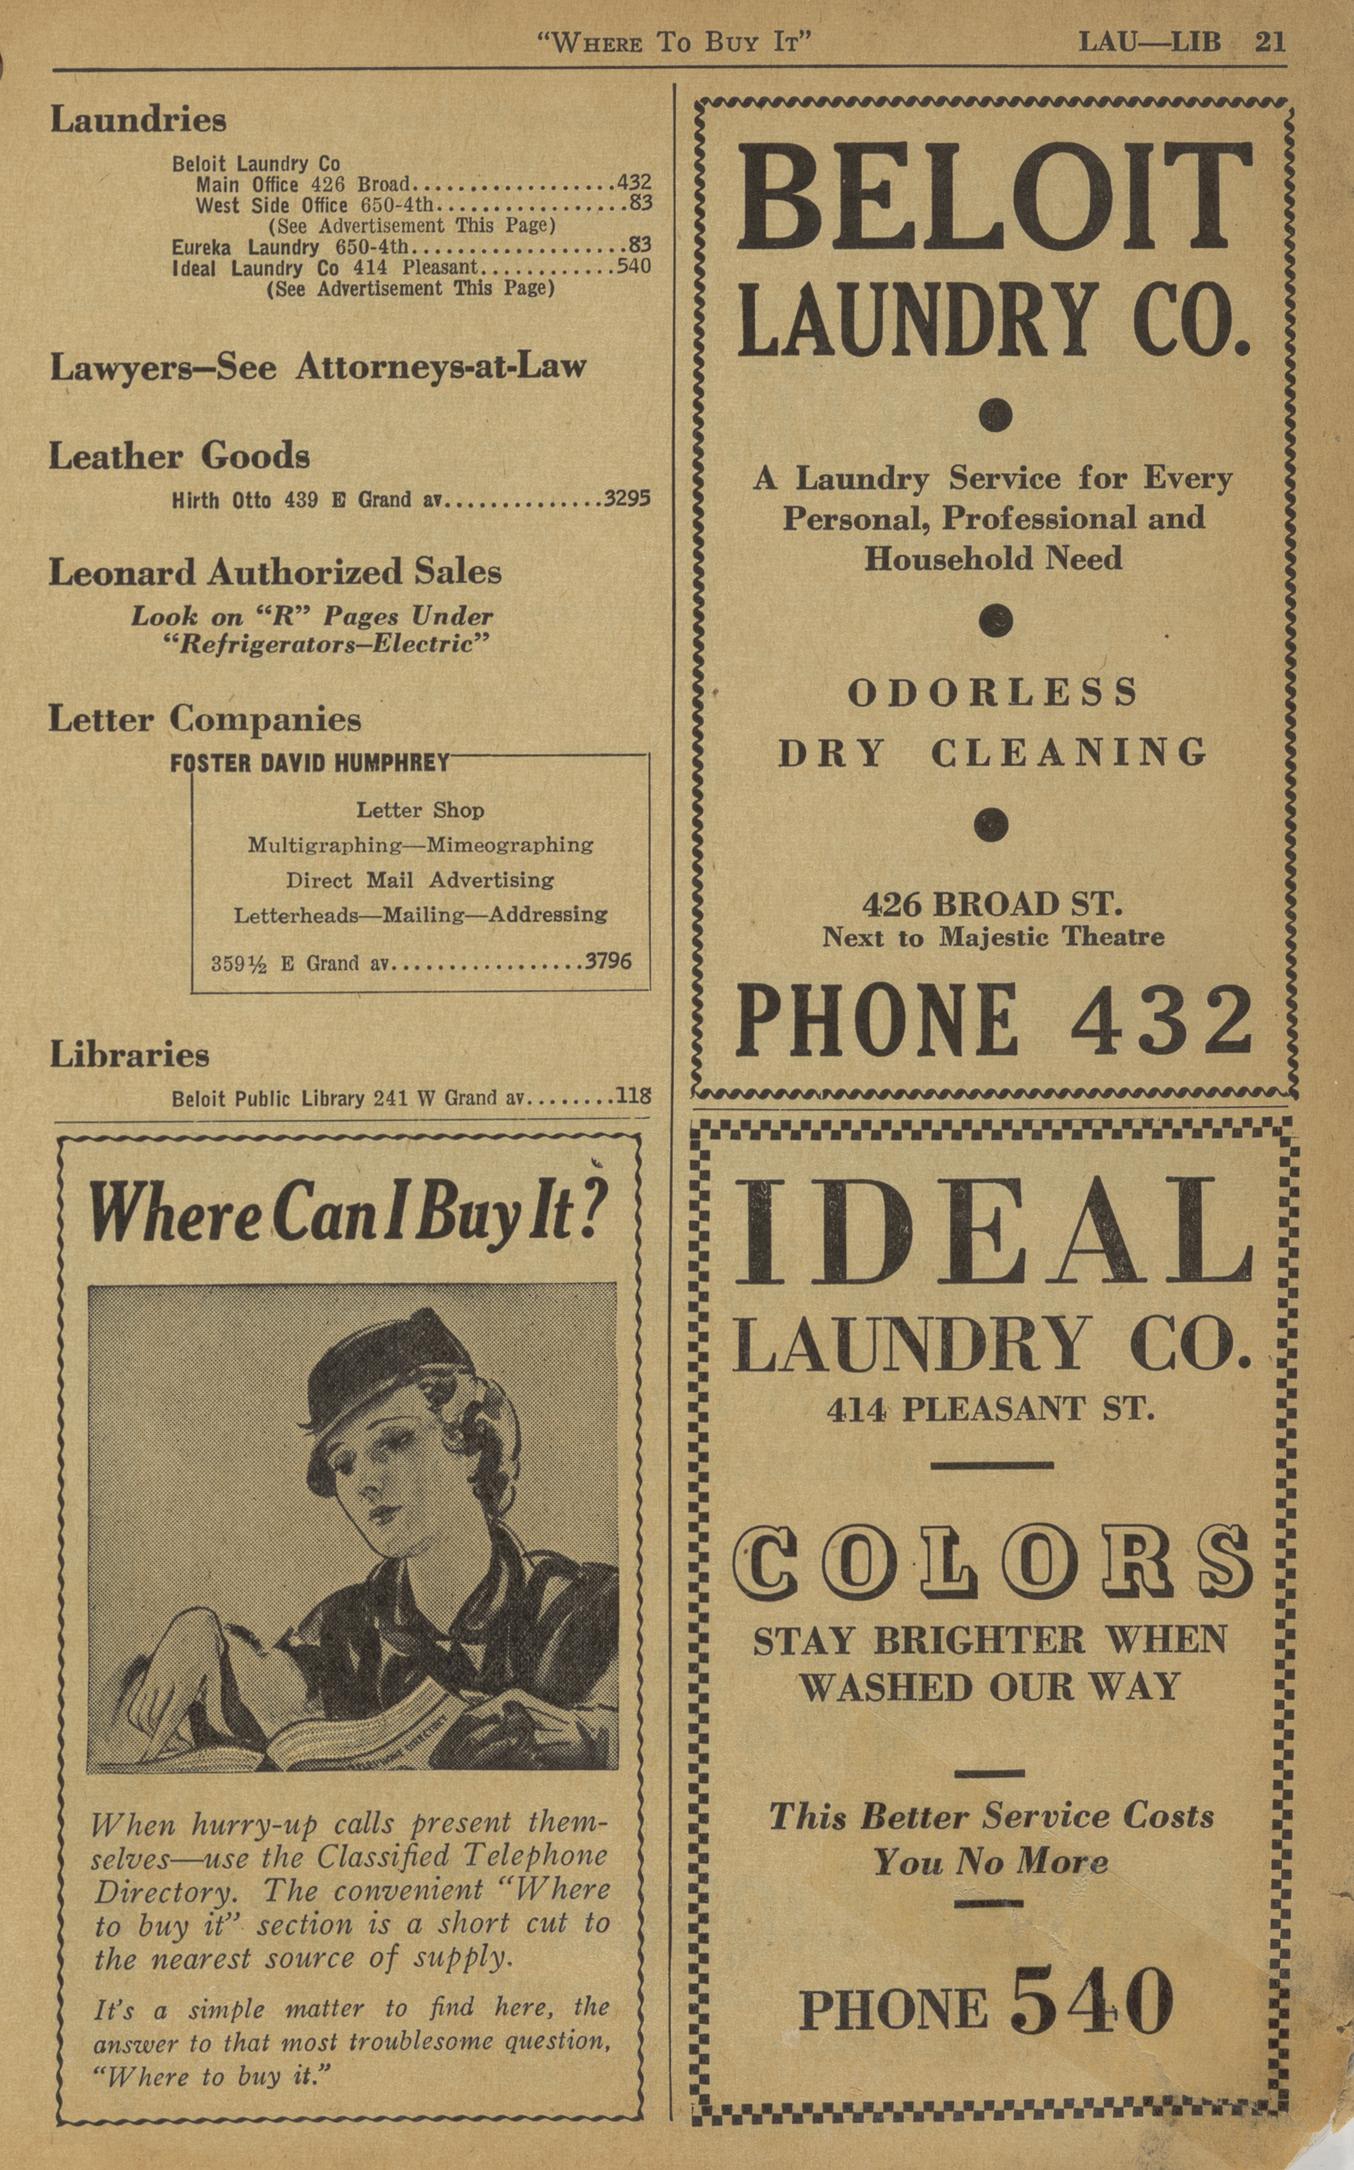 "Where To Buy It"
LAU—LIB 21
Laundries
Beloit Laundry Co
Main Office 426 Broad..................432
West Side Office 650-4th.................83
(See Advertisement This Page)
Eureka Laundry 650-4th...................83
Ideal Laundry Co 414 Pleasant............540
(See Advertisement This Page)
Lawyers—See Attorneys-at-Law
Leather Goods
Hirth Otto 439 E Grand av..............3295
Leonard Authorized Sales
Look on "R" Pages Under
"Refrigerators—Electric"
Letter Companies
FOSTER DAVID HUMPHREY
Letter Shop
Multigraphing—Mimeographing
Direct Mail Advertising
Letterheads—Mailing—Addressing
359½ E Grand av.................3796
Libraries
Beloit Public Library 241 W Grand av........118
Where Can I Buy It?
TELEPHONE DIRECTORY
When hurry-up calls present them-
selves—use the Classified Telephone
Directory. The convenient "Where
to buy it" section is a short cut to
the nearest source of supply.
It's a simple matter to find here, the
answer to that most troublesome question,
"Where to buy it."
BELOIT
LAUNDRY CO.
A Laundry Service for Every
Personal, Professional and
Household Need
ODORLESS
DRY CLEANING
426 BROAD ST.
Next to Majestic Theatre
PHONE 432
IDEAL
LAUNDRY CO.
414 PLEASANT ST.
COLORS
STAY BRIGHTER WHEN
WASHED OUR WAY
This Better Service Costs
You No More
PHONE 540